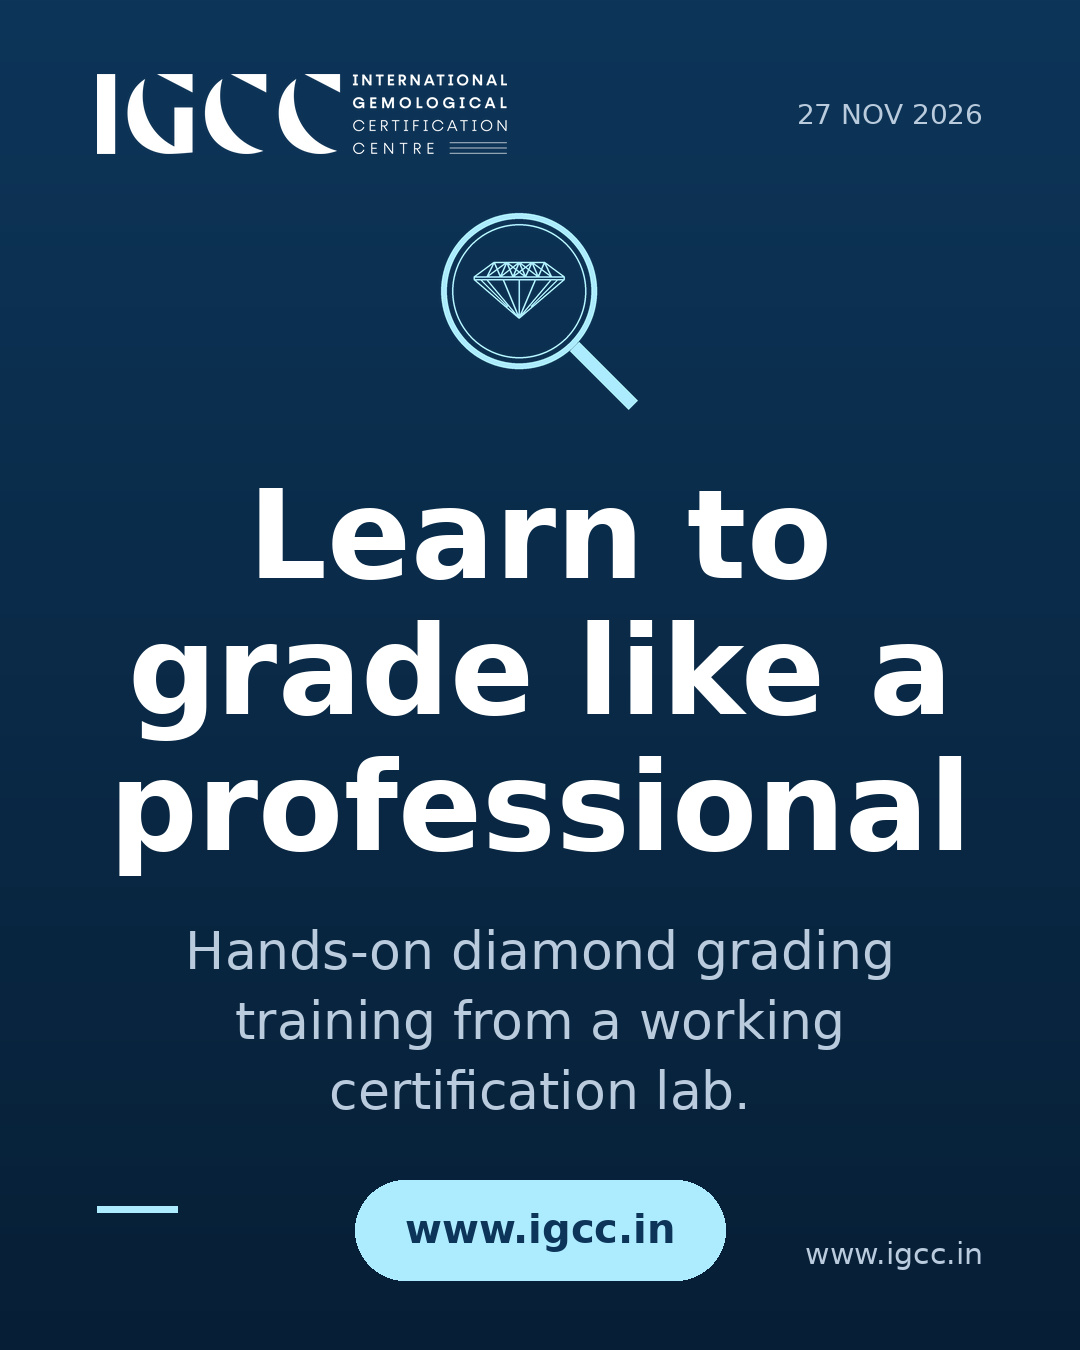 IGCC
INTERNATIONAL
GEMOLOGICAL
CERTIFICATION
CENTRE
27 NOV 2026
Learn to
grade like a
professional
Hands-on diamond grading
training from a working
certification lab.
www.igcc.in
www.igcc.in